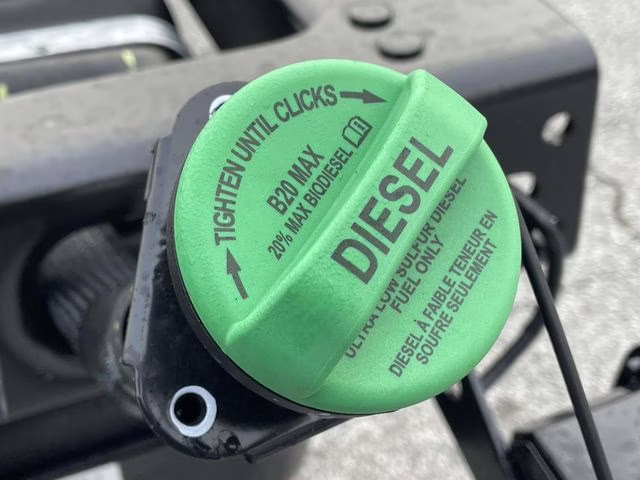 TIGHTEN UNTIL CLICKS
B20 MAX
20% MAX BIODIESEL
DIESEL
ULTRA LOW SULFUR DIESEL
FUEL ONLY
DIESEL À FAIBLE TENEUR EN
SOUFRE SEULEMENT